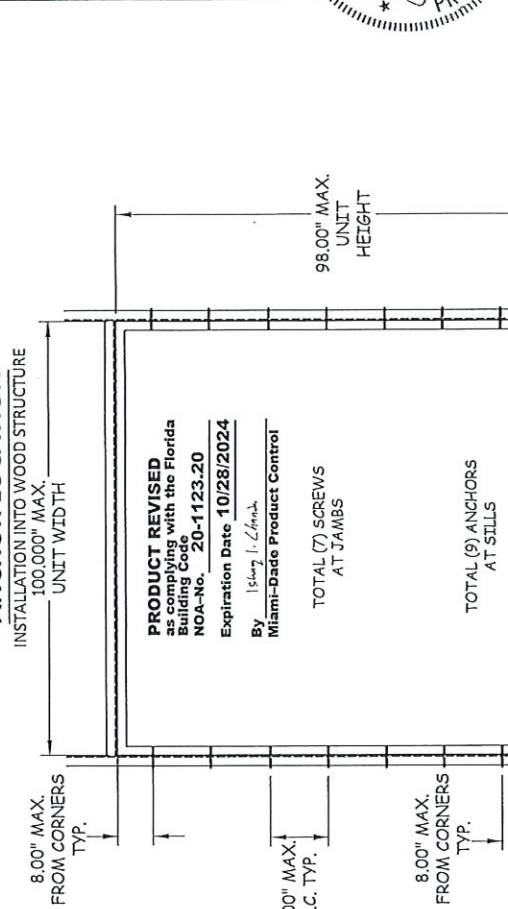 INSTALLATION INTO WOOD STRUCTURE
100.000" MAX.
UNIT WIDTH
8.00" MAX.
FROM CORNERS
TYP.
98.00" MAX.
UNIT
HEIGHT
PRODUCT REVISED
as complying with the Florida
Building Code
NOA-No. 20-1123.20
Expiration Date 10/28/2024
By
Miami-Dade Product Control
TOTAL (7) SCREWS
AT JAMBS
00" MAX.
.C. TYP.
TOTAL (9) ANCHORS
AT SILLS
8.00" MAX.
FROM CORNERS
TYP.